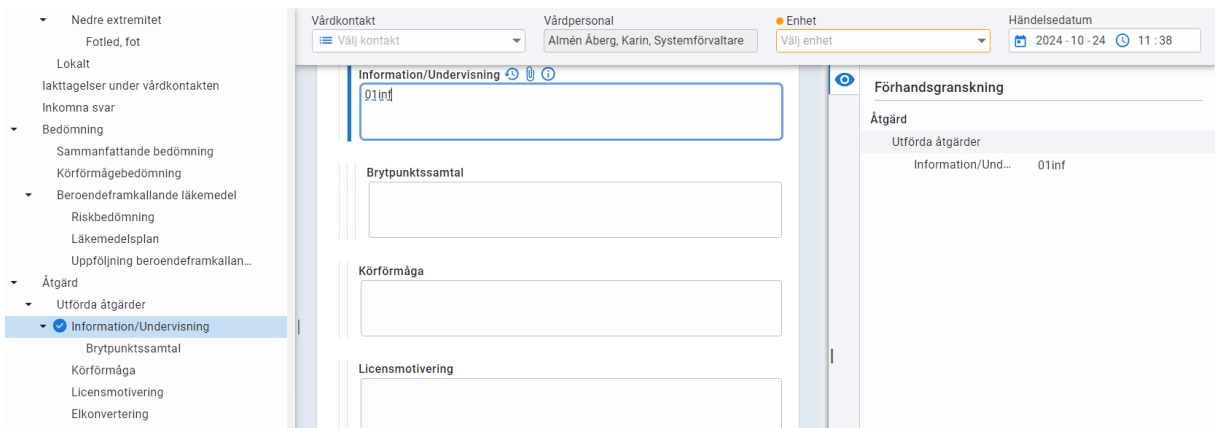 Nedre extremitet
Fotled, fot
Lokalt
Iakttagelser under vårdkontakten
Inkomna svar
Bedömning
Sammanfattande bedömning
Körförmågebedömning
Beroendeframkallande läkemedel
Riskbedömning
Läkemedelsplan
Uppföljning beroendeframkallan...
Åtgärd
Utförda åtgärder
Information/Undervisning
Brytpunktssamtal
Körförmåga
Licensmotivering
Elkonvertering
Vårdkontakt
Välj kontakt
Vårdpersonal
Almén Åberg, Karin, Systemförvaltare
Enhet
Välj enhet
Händelsedatum
2024-10-24 11:38
Information/Undervisning
01inf
Brytpunktssamtal
Körförmåga
Licensmotivering
Förhandsgranskning
Åtgärd
Utförda åtgärder
Information/Und... 01inf